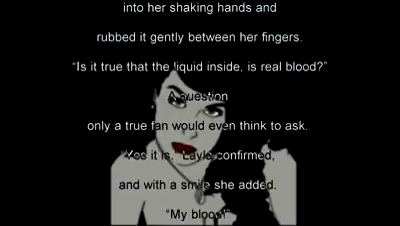 into her shaking hands and
rubbed it gently between her fingers.
“Is it true that the liquid inside, is real blood?”
A question
only a true fan would even think to ask.
“Yes it is.” Layla confirmed,
and with a smile she added.
“My blood!”